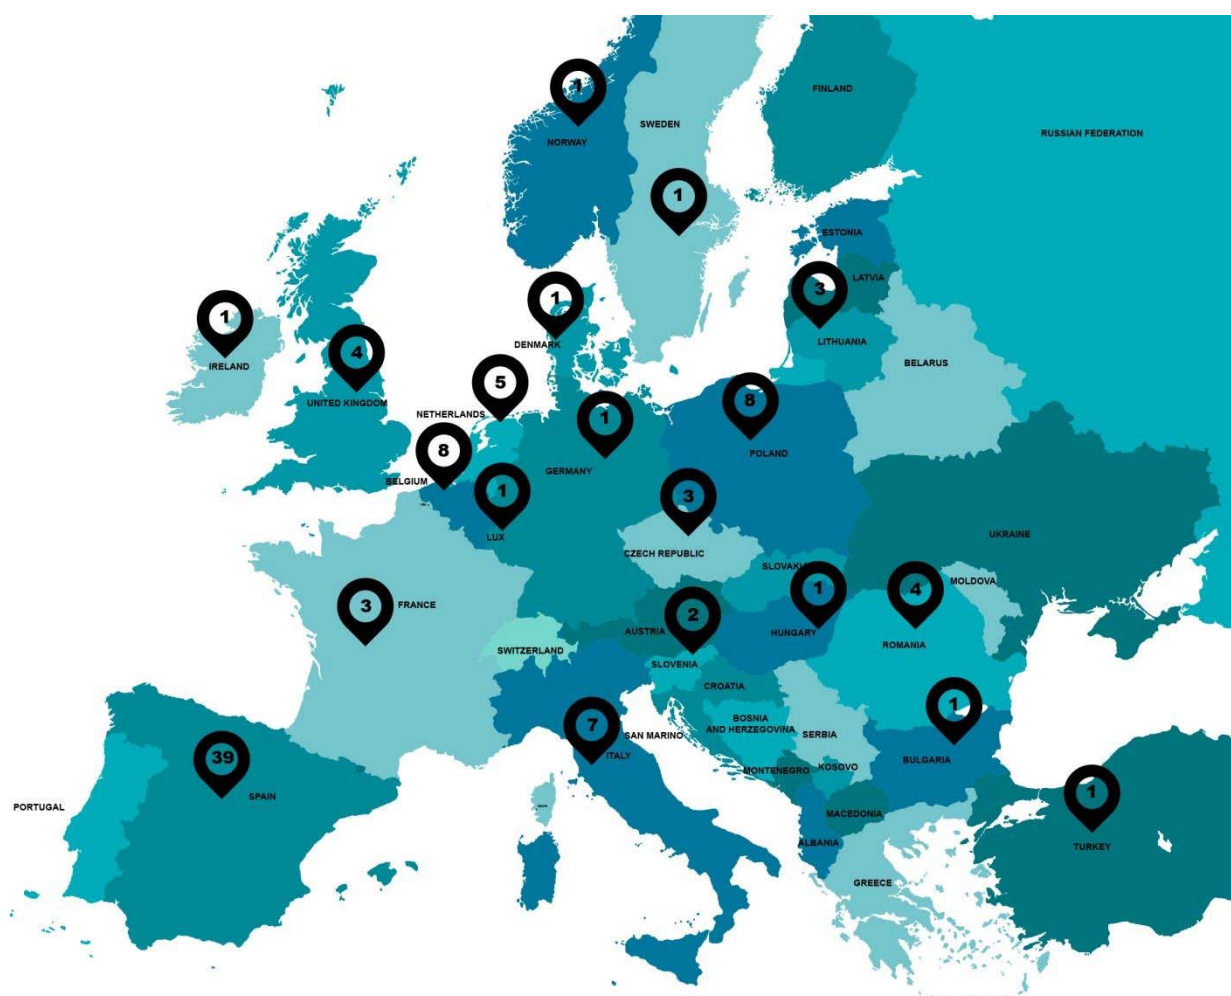 1
FINLAND
SWEDEN
RUSSIAN FEDERATION
NORWAY
1
ESTONIA
LATVIA
3
1
1
DENMARK
LITHUANIA
4
IRELAND
BELARUS
5
UNITED KINGDOM
8
NETHERLANDS
1
8
POLAND
GERMANY
BELGIUM
1
3
UKRAINE
LUX
CZECH REPUBLIC
SLOVAKI
MOLDOVA
1
4
3
FRANCE
2
AUSTRIA
HUNGARY
ROMANIA
SWITZERLAND
SLOVENIA
CROATIA
1
BOSNIA
AND HERZEGOVINA
7
SAN MARINO
SERBIA
ITALY
39
BULGARIA
KOSOVO
MONTENEGRO
SPAIN
1
PORTUGAL
MACEDONIA
ALBANIA
TURKEY
GREECE